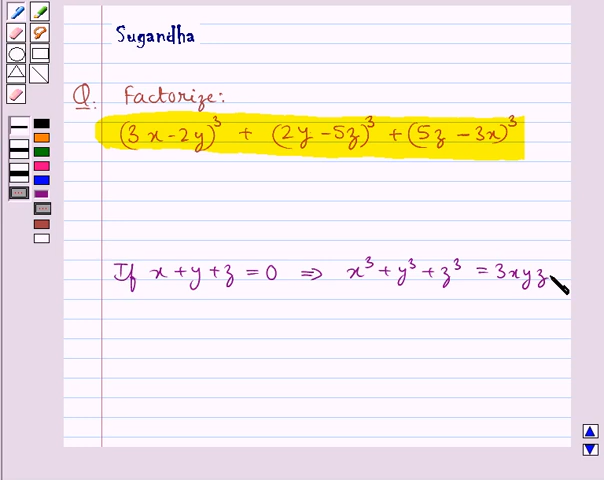 Sugandha
Q. Factorize:
(3x-2y)³ + (2y-5z)³ + (5z-3x)³
If x+y+z=0 ⇒ x³+y³+z³ = 3xyz